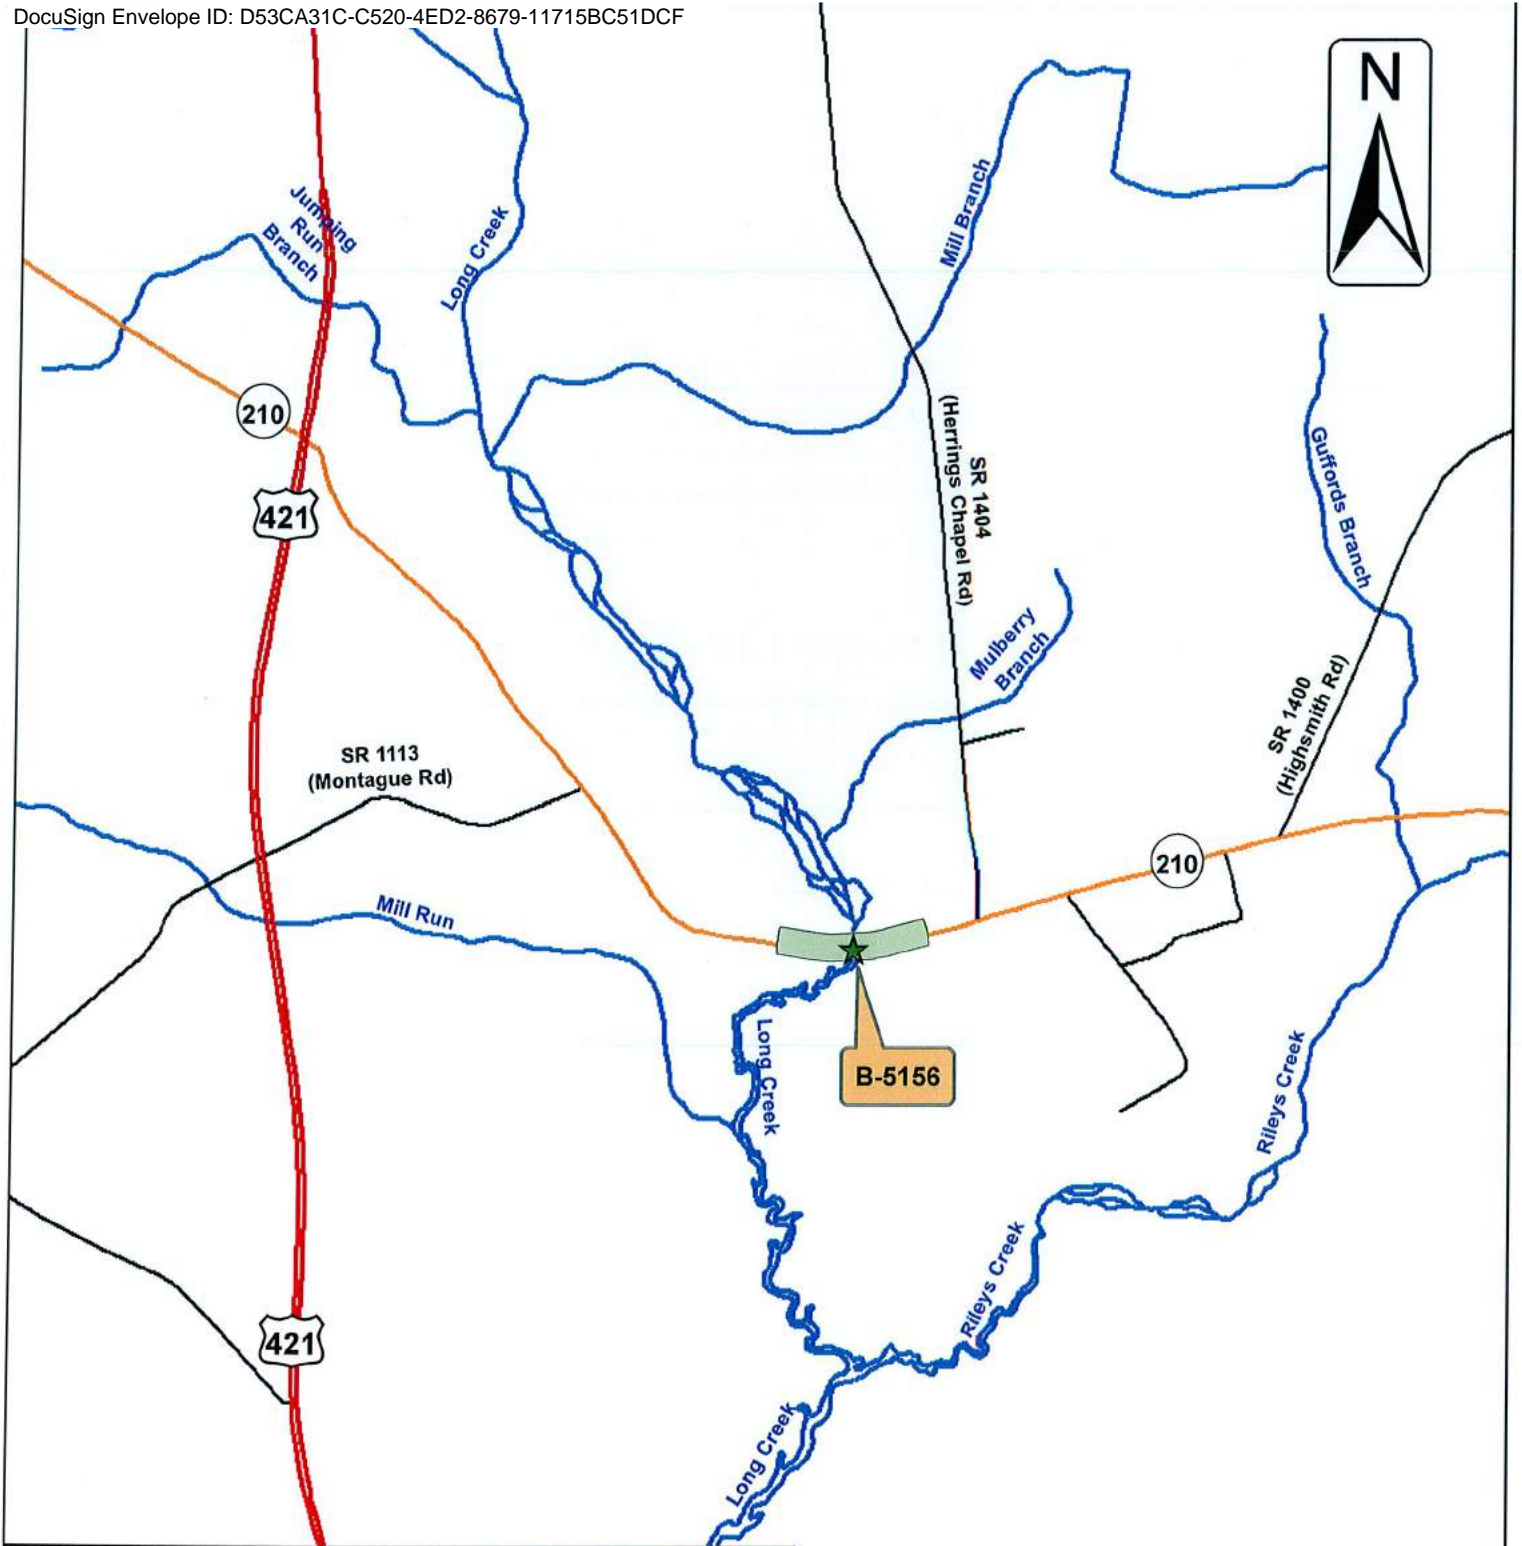 DocuSign Envelope ID: D53CA31C-C520-4ED2-8679-11715BC51DCF
N
Jumping
Run
Branch
Long Creek
Mill Branch
210
421
SR 1404
(Herrings Chapel Rd)
Guffords Branch
Mulberry
Branch
SR 1400
(Highsmith Rd)
SR 1113
(Montague Rd)
210
Mill Run
Long Creek
B-5156
Rileys Creek
Rileys Creek
421
Long Creek